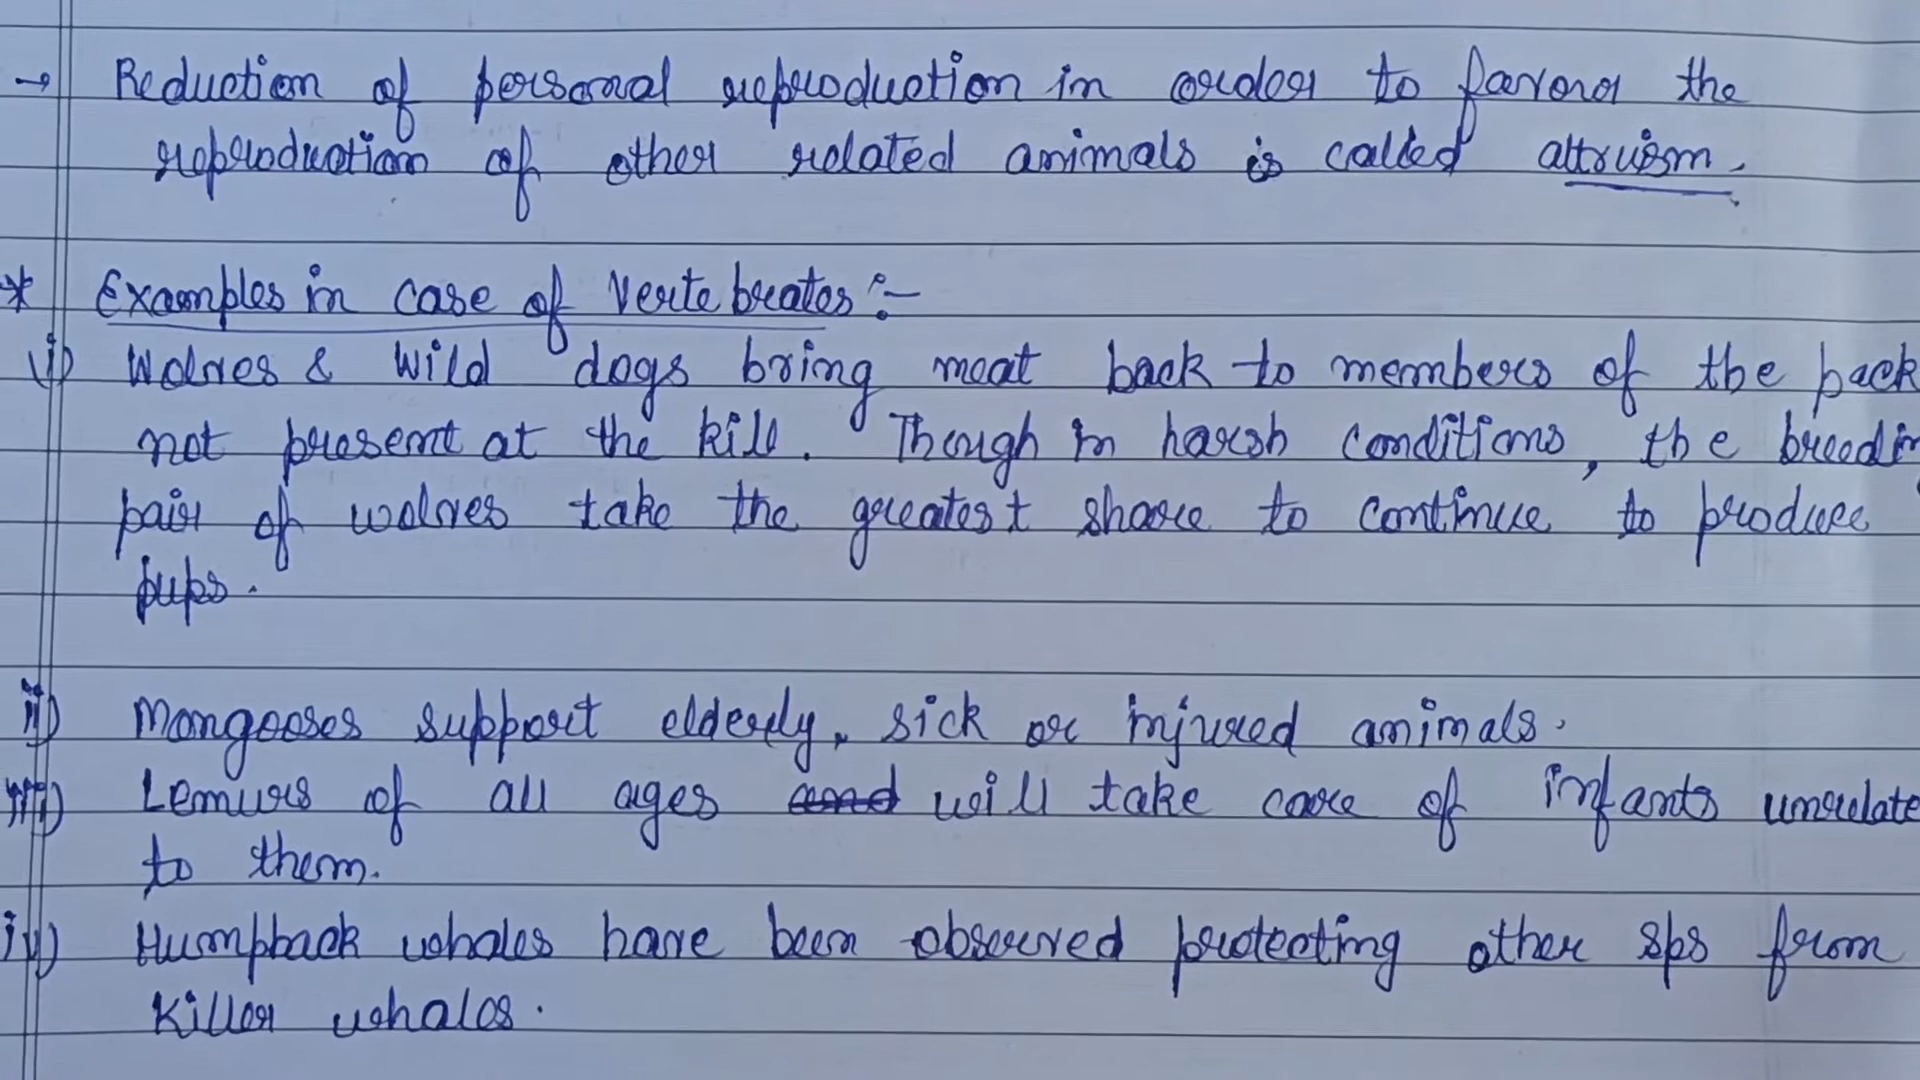 → Reduction of personal reproduction in order to favour the
reproduction of other related animals is called altruism.
* Examples in case of Vertebrates :-
i) Wolves & wild dogs bring meat back to members of the pack
not present at the kill. Though in harsh conditions, the breedin
pair of wolves take the greatest share to continue to produce
pups.
ii) Mongooses support elderly, sick or injured animals.
iii) Lemurs of all ages and will take care of infants unrelate
to them.
iv) Humpback whales have been observed protecting other sps from
killer whales.